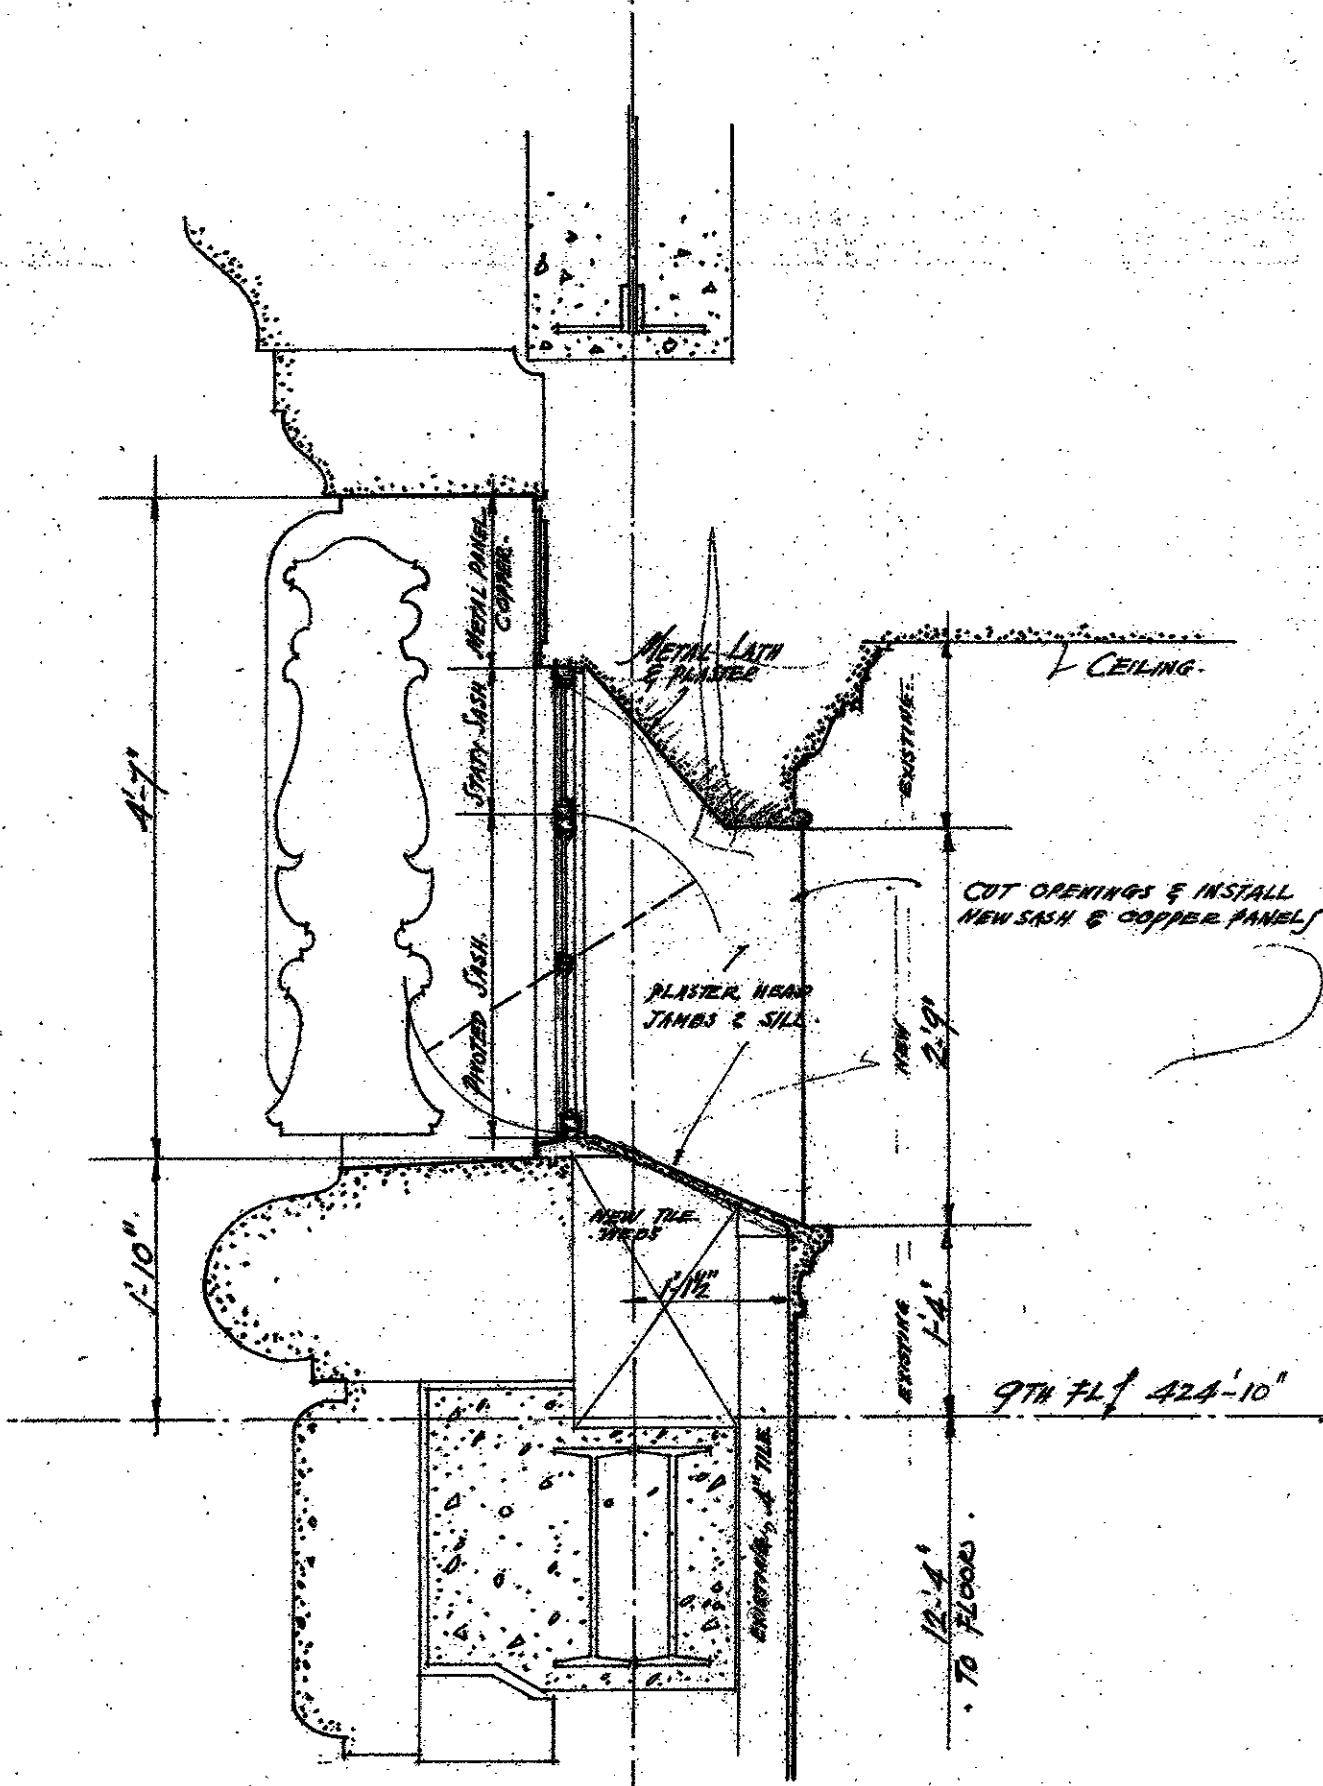 METAL PANEL
COPPER.
METAL LATH
& PLASTER
CEILING.
STAT'Y SASH
EXISTING.
4'-7"
CUT OPENINGS & INSTALL
NEW SASH & COPPER PANELS
PIVOTED SASH.
PLASTER HEAD
JAMBS & SILL
NEW
2'-9"
NEW TILE
1'-10".
1'-1½"
EXISTING
1'-4"
9TH FL 424'-10"
EXISTING 4" TILE.
12'-4"
TO FLOORS.